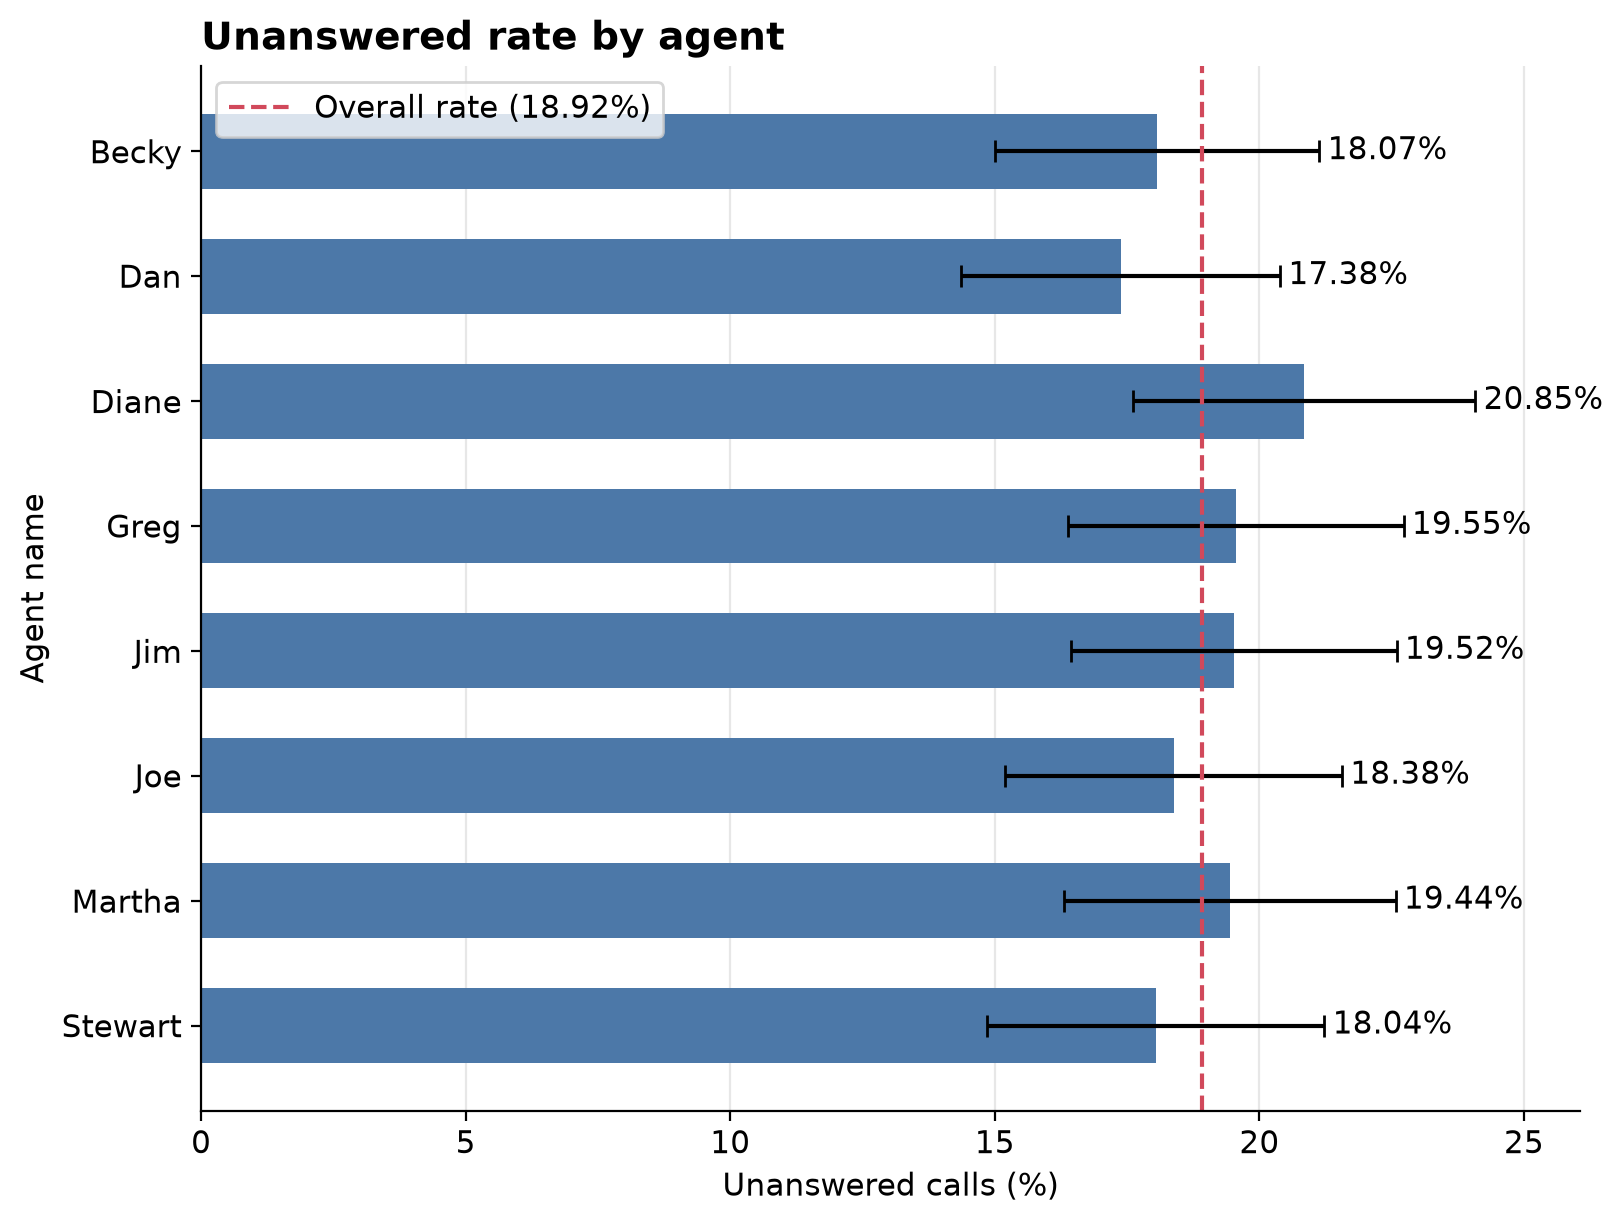 Unanswered rate by agent
Overall rate (18.92%)
Becky
18.07%
Dan
17.38%
Diane
20.85%
Greg
19.55%
Jim
19.52%
Joe
18.38%
Martha
19.44%
Stewart
18.04%
Agent name
0 5 10 15 20 25
Unanswered calls (%)